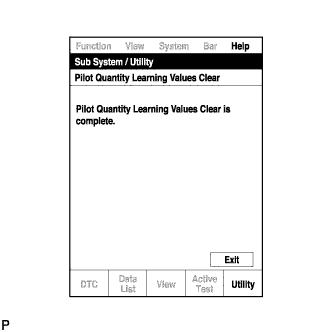 Function View System Bar Help
Sub System / Utility
Pilot Quantity Learning Values Clear
Pilot Quantity Learning Values Clear is
complete.
Exit
DTC Data List View Active Test Utility
P